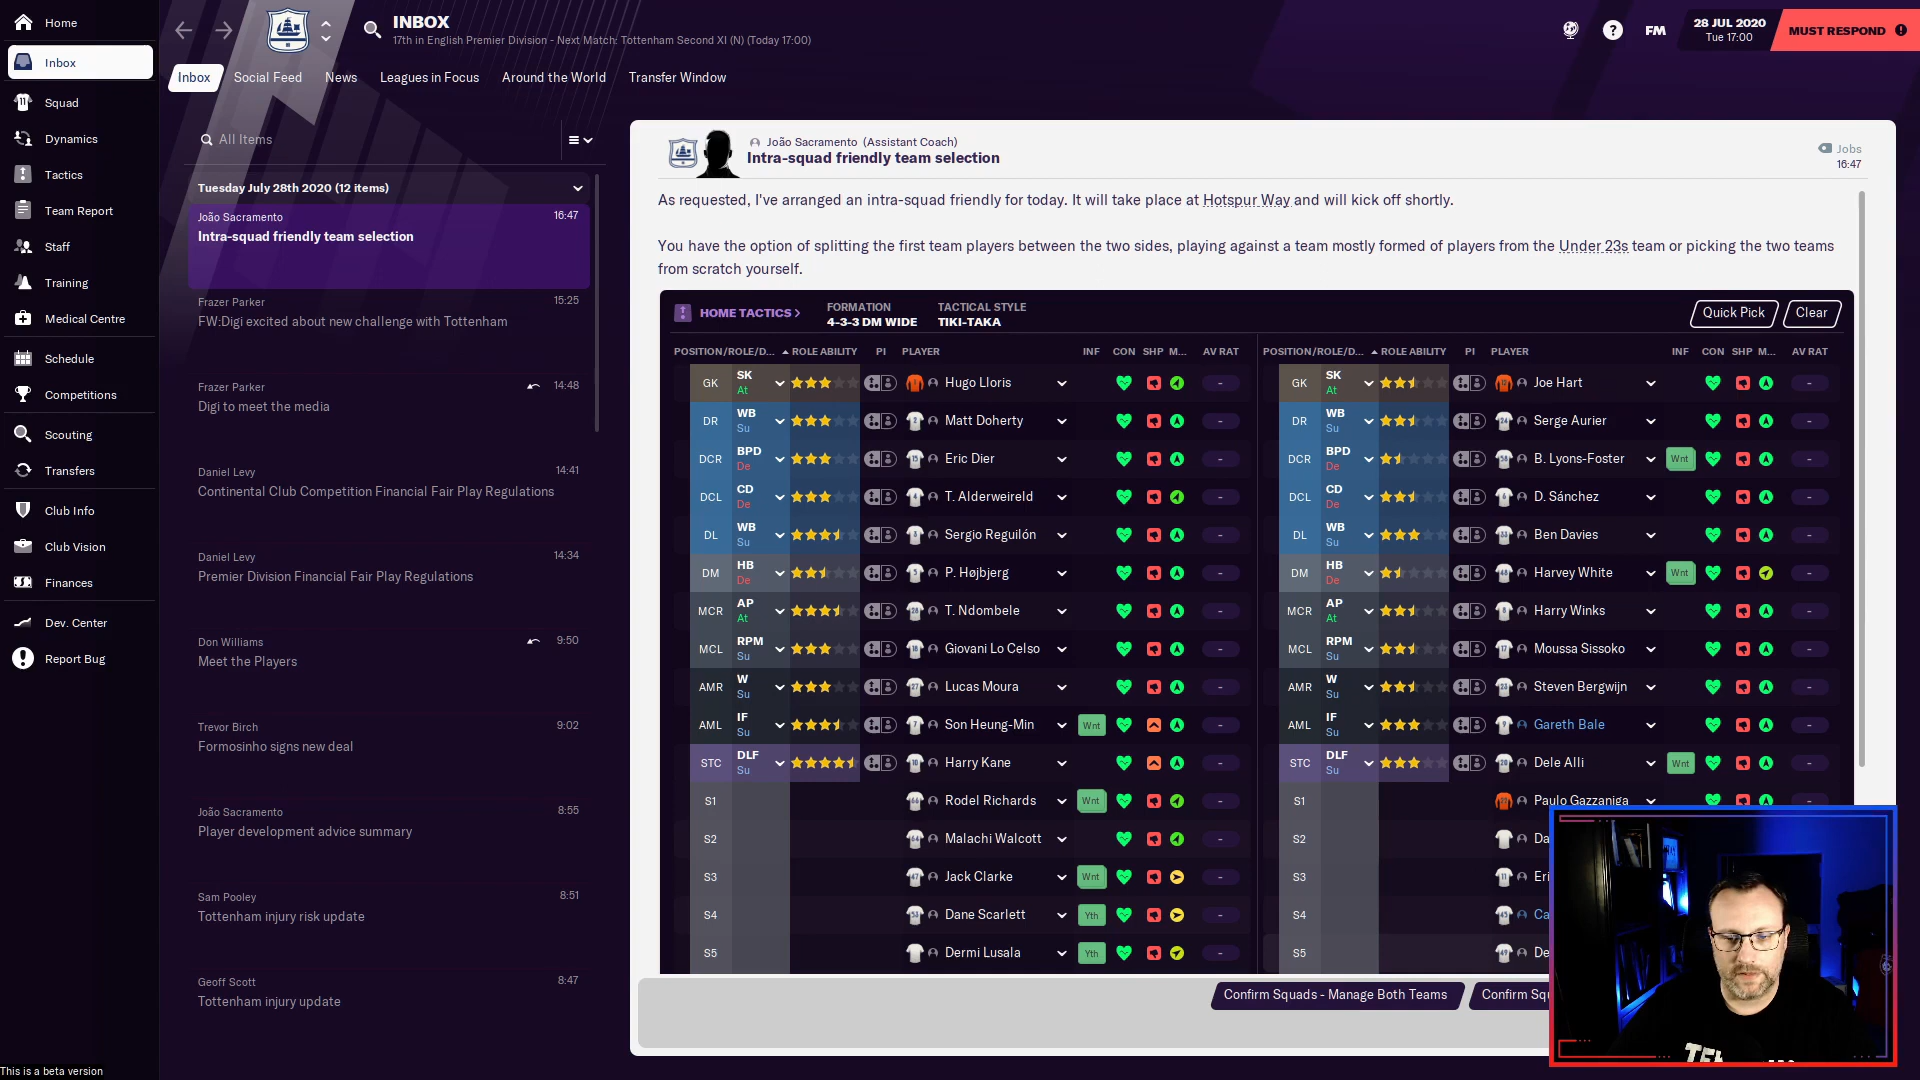 Home
Inbox
Squad
Dynamics
Tactics
Team Report
Staff
Training
Medical Centre
Schedule
Competitions
Scouting
Transfers
Club Info
Club Vision
Finances
Dev. Center
Report Bug
This is a beta version
INBOX
17th in English Premier Division - Next Match: Tottenham Second XI (N) (Today 17:00)
FM
28 JUL 2020
Tue 17:00
MUST RESPOND
Inbox Social Feed News Leagues in Focus Around the World Transfer Window
All Items
Tuesday July 28th 2020 (12 items)
João Sacramento 16:47
Intra-squad friendly team selection
Frazer Parker 15:25
FW:Digi excited about new challenge with Tottenham
Frazer Parker 14:48
Digi to meet the media
Daniel Levy 14:41
Continental Club Competition Financial Fair Play Regulations
Daniel Levy 14:34
Premier Division Financial Fair Play Regulations
Don Williams 9:50
Meet the Players
Trevor Birch 9:02
Formosinho signs new deal
João Sacramento 8:55
Player development advice summary
Sam Pooley 8:51
Tottenham injury risk update
Geoff Scott 8:47
Tottenham injury update
João Sacramento (Assistant Coach)
Intra-squad friendly team selection
Jobs
16:47
As requested, I've arranged an intra-squad friendly for today. It will take place at Hotspur Way and will kick off shortly.
You have the option of splitting the first team players between the two sides, playing against a team mostly formed of players from the Under 23s team or picking the two teams
from scratch yourself.
HOME TACTICS >
FORMATION
4-3-3 DM WIDE
TACTICAL STYLE
TIKI-TAKA
Quick Pick Clear
POSITION/ROLE/D... ROLE ABILITY PI PLAYER INF CON SHP M... AV RAT
GK SK At Hugo Lloris -
DR WB Su Matt Doherty -
DCR BPD De Eric Dier -
DCL CD De T. Alderweireld -
DL WB Su Sergio Reguilón -
DM HB De P. Højbjerg -
MCR AP At T. Ndombele -
MCL RPM Su Giovani Lo Celso -
AMR W Su Lucas Moura -
AML IF Su Son Heung-Min Wnt -
STC DLF Su Harry Kane -
S1 Rodel Richards Wnt -
S2 Malachi Walcott -
S3 Jack Clarke Wnt -
S4 Dane Scarlett Yth -
S5 Dermi Lusala Yth -
POSITION/ROLE/D... ROLE ABILITY PI PLAYER INF CON SHP M... AV RAT
GK SK At Joe Hart -
DR WB Su Serge Aurier -
DCR BPD De B. Lyons-Foster Wnt -
DCL CD De D. Sánchez -
DL WB Su Ben Davies -
DM HB De Harvey White Wnt -
MCR AP At Harry Winks -
MCL RPM Su Moussa Sissoko -
AMR W Su Steven Bergwijn -
AML IF Su Gareth Bale -
STC DLF Su Dele Alli Wnt -
S1 Paulo Gazzaniga -
S2 Da
S3 Eri
S4 Ca
S5 De
Confirm Squads - Manage Both Teams
Confirm Squ